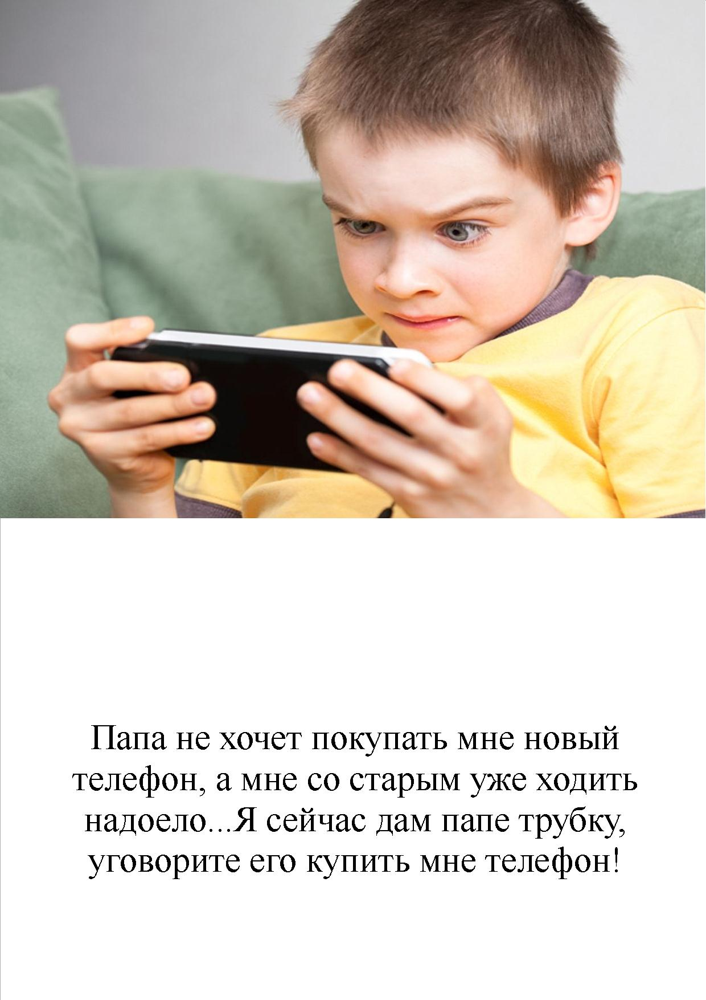 Папа не хочет покупать мне новый
телефон, а мне со старым уже ходить
надоело...Я сейчас дам папе трубку,
уговорите его купить мне телефон!